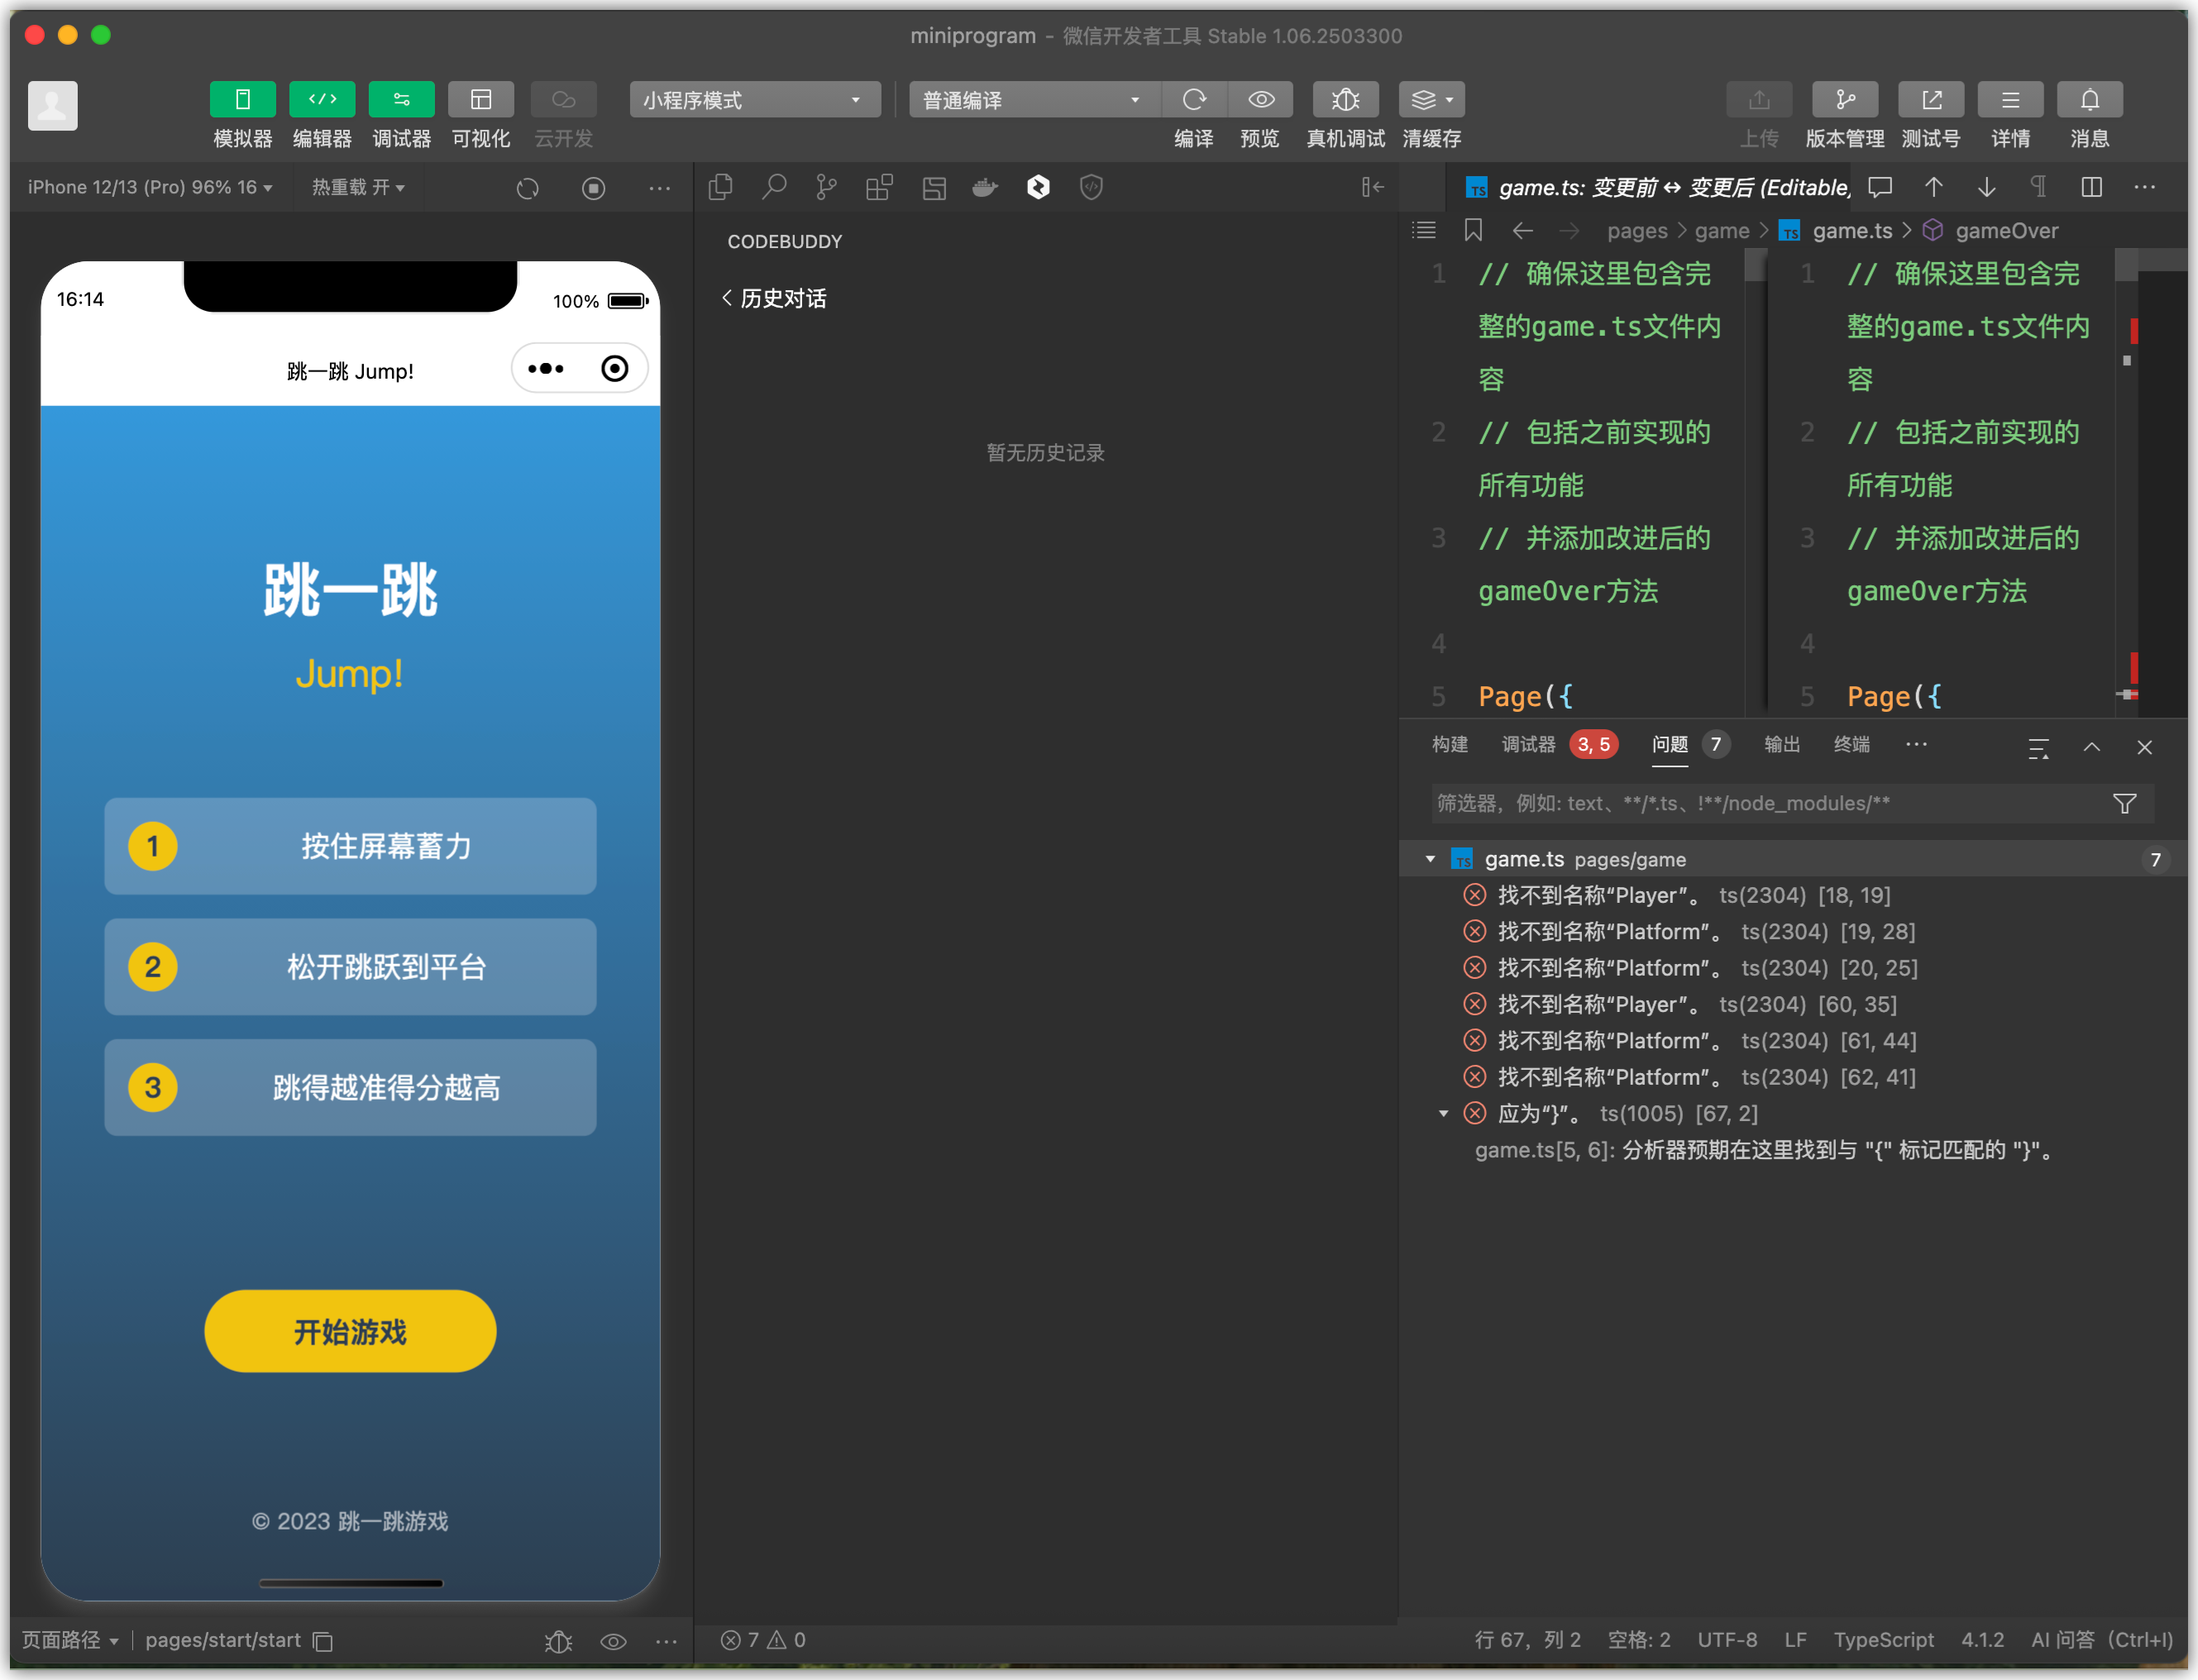 miniprogram - 微信开发者工具 Stable 1.06.2503300
小程序模式
普通编译
模拟器
编辑器
调试器
可视化
云开发
编译
预览
真机调试
清缓存
上传
版本管理
测试号
详情
消息
iPhone 12/13 (Pro) 96% 16
热重载 开
16:14
100%
跳一跳 Jump!
跳一跳
Jump!
1 按住屏幕蓄力
2 松开跳跃到平台
3 跳得越准得分越高
开始游戏
© 2023 跳一跳游戏
页面路径
pages/start/start
CODEBUDDY
历史对话
暂无历史记录
7 0
TS game.ts: 变更前 ↔ 变更后 (Editable)
pages > game > TS game.ts > gameOver
1 // 确保这里包含完
整的game.ts文件内
容
2 // 包括之前实现的
所有功能
3 // 并添加改进后的
gameOver方法
4
5 Page({
1 // 确保这里包含完
整的game.ts文件内
容
2 // 包括之前实现的
所有功能
3 // 并添加改进后的
gameOver方法
4
5 Page({
构建
调试器 3, 5
问题 7
输出
终端
筛选器，例如: text、**/*.ts、!**/node_modules/**
TS game.ts pages/game 7
找不到名称“Player”。 ts(2304) [18, 19]
找不到名称“Platform”。 ts(2304) [19, 28]
找不到名称“Platform”。 ts(2304) [20, 25]
找不到名称“Player”。 ts(2304) [60, 35]
找不到名称“Platform”。 ts(2304) [61, 44]
找不到名称“Platform”。 ts(2304) [62, 41]
应为“}”。 ts(1005) [67, 2]
game.ts[5, 6]: 分析器预期在这里找到与 "{" 标记匹配的 "}"。
行 67，列 2
空格: 2
UTF-8
LF
TypeScript
4.1.2
AI 问答（Ctrl+I)